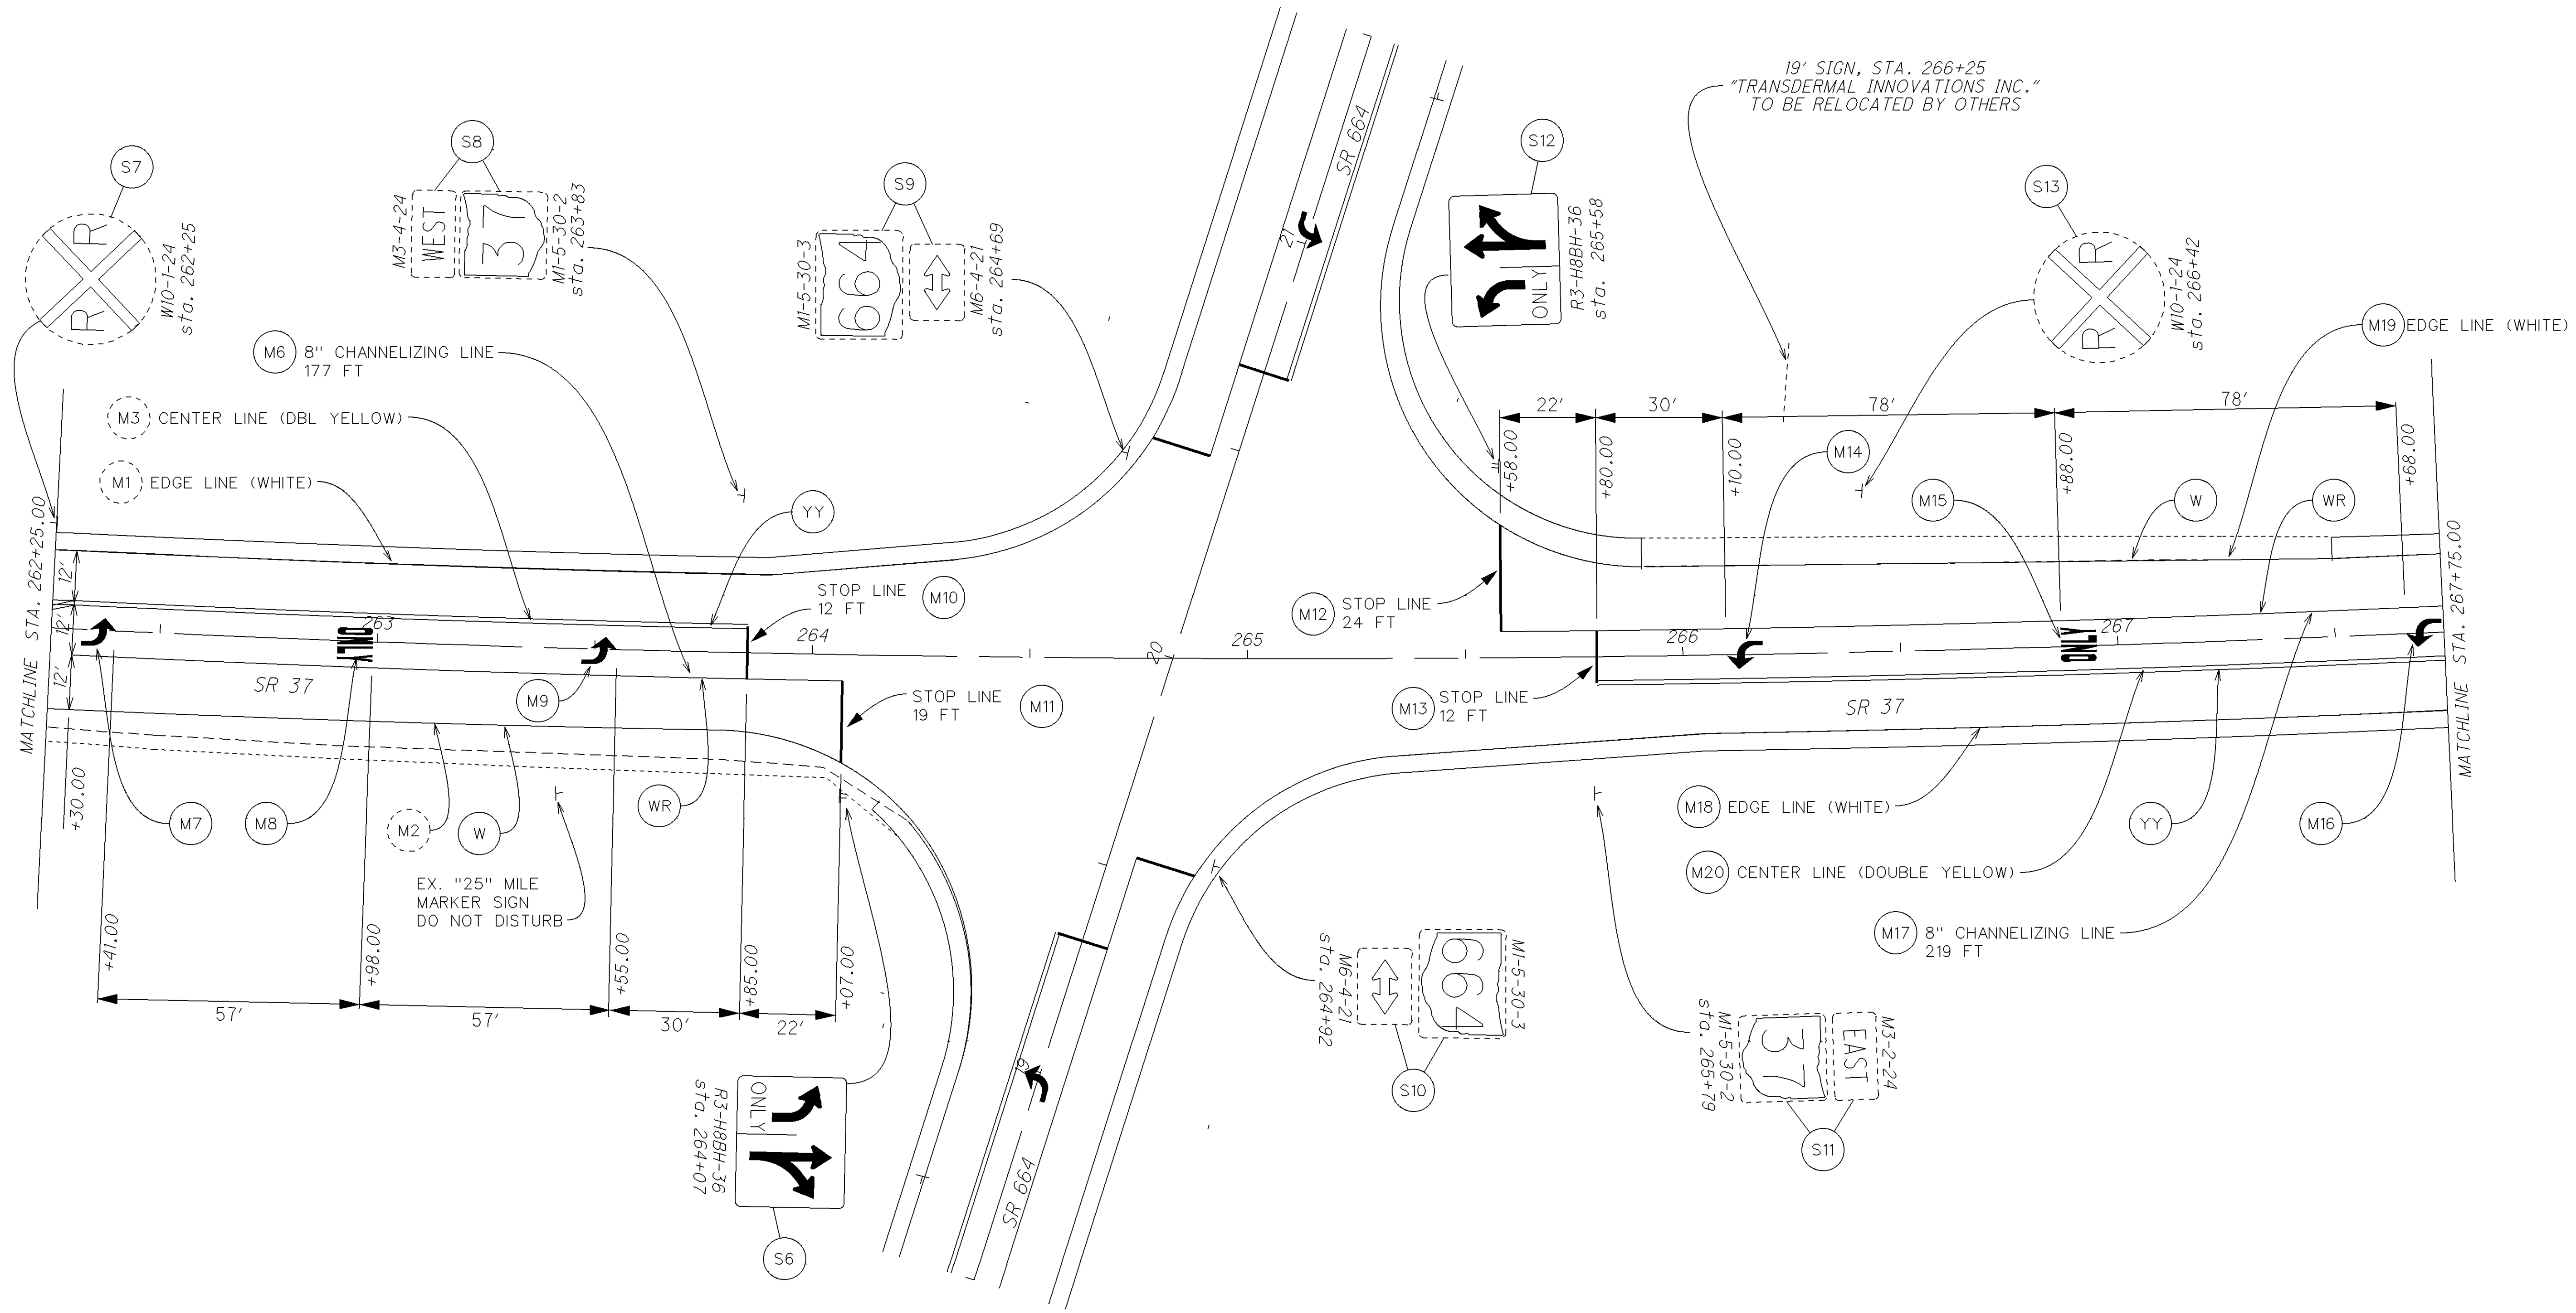 19' SIGN, STA. 266+25
"TRANSDERMAL INNOVATIONS INC."
TO BE RELOCATED BY OTHERS
S7
R
R
W10-1-24
sta. 262+25
S8
M3-4-24
WEST
37
M1-5-30-2
sta. 263+83
S9
M1-5-30-3
664
M6-4-21
sta. 264+69
SR 664
21
S12
ONLY
R3-H8BH-36
sta. 265+58
S13
R
R
W10-1-24
sta. 266+42
M19 EDGE LINE (WHITE)
M6 8" CHANNELIZING LINE
177 FT
M3 CENTER LINE (DBL YELLOW)
M1 EDGE LINE (WHITE)
YY
22'
30'
78'
78'
+58.00
+80.00
+10.00
+88.00
+68.00
M14
M15
W
WR
MATCHLINE STA. 262+25.00
12'
12'
12'
ONLY
263
264
265
266
267
20
ONLY
STOP LINE
12 FT
M10
STOP LINE
19 FT
M11
M12 STOP LINE
24 FT
M13 STOP LINE
12 FT
SR 37
M9
SR 37
MATCHLINE STA. 267+75.00
+30.00
M7
M8
M2
W
WR
M18 EDGE LINE (WHITE)
YY
M16
M20 CENTER LINE (DOUBLE YELLOW)
M17 8" CHANNELIZING LINE
219 FT
EX. "25" MILE
MARKER SIGN
DO NOT DISTURB
+41.00
+98.00
+55.00
+85.00
+07.00
57'
57'
30'
22'
19
SR 664
ONLY
R3-H8BH-36
sta. 264+07
S6
M1-5-30-3
664
M6-4-21
sta. 264+92
S10
M3-2-24
EAST
37
M1-5-30-2
sta. 265+79
S11